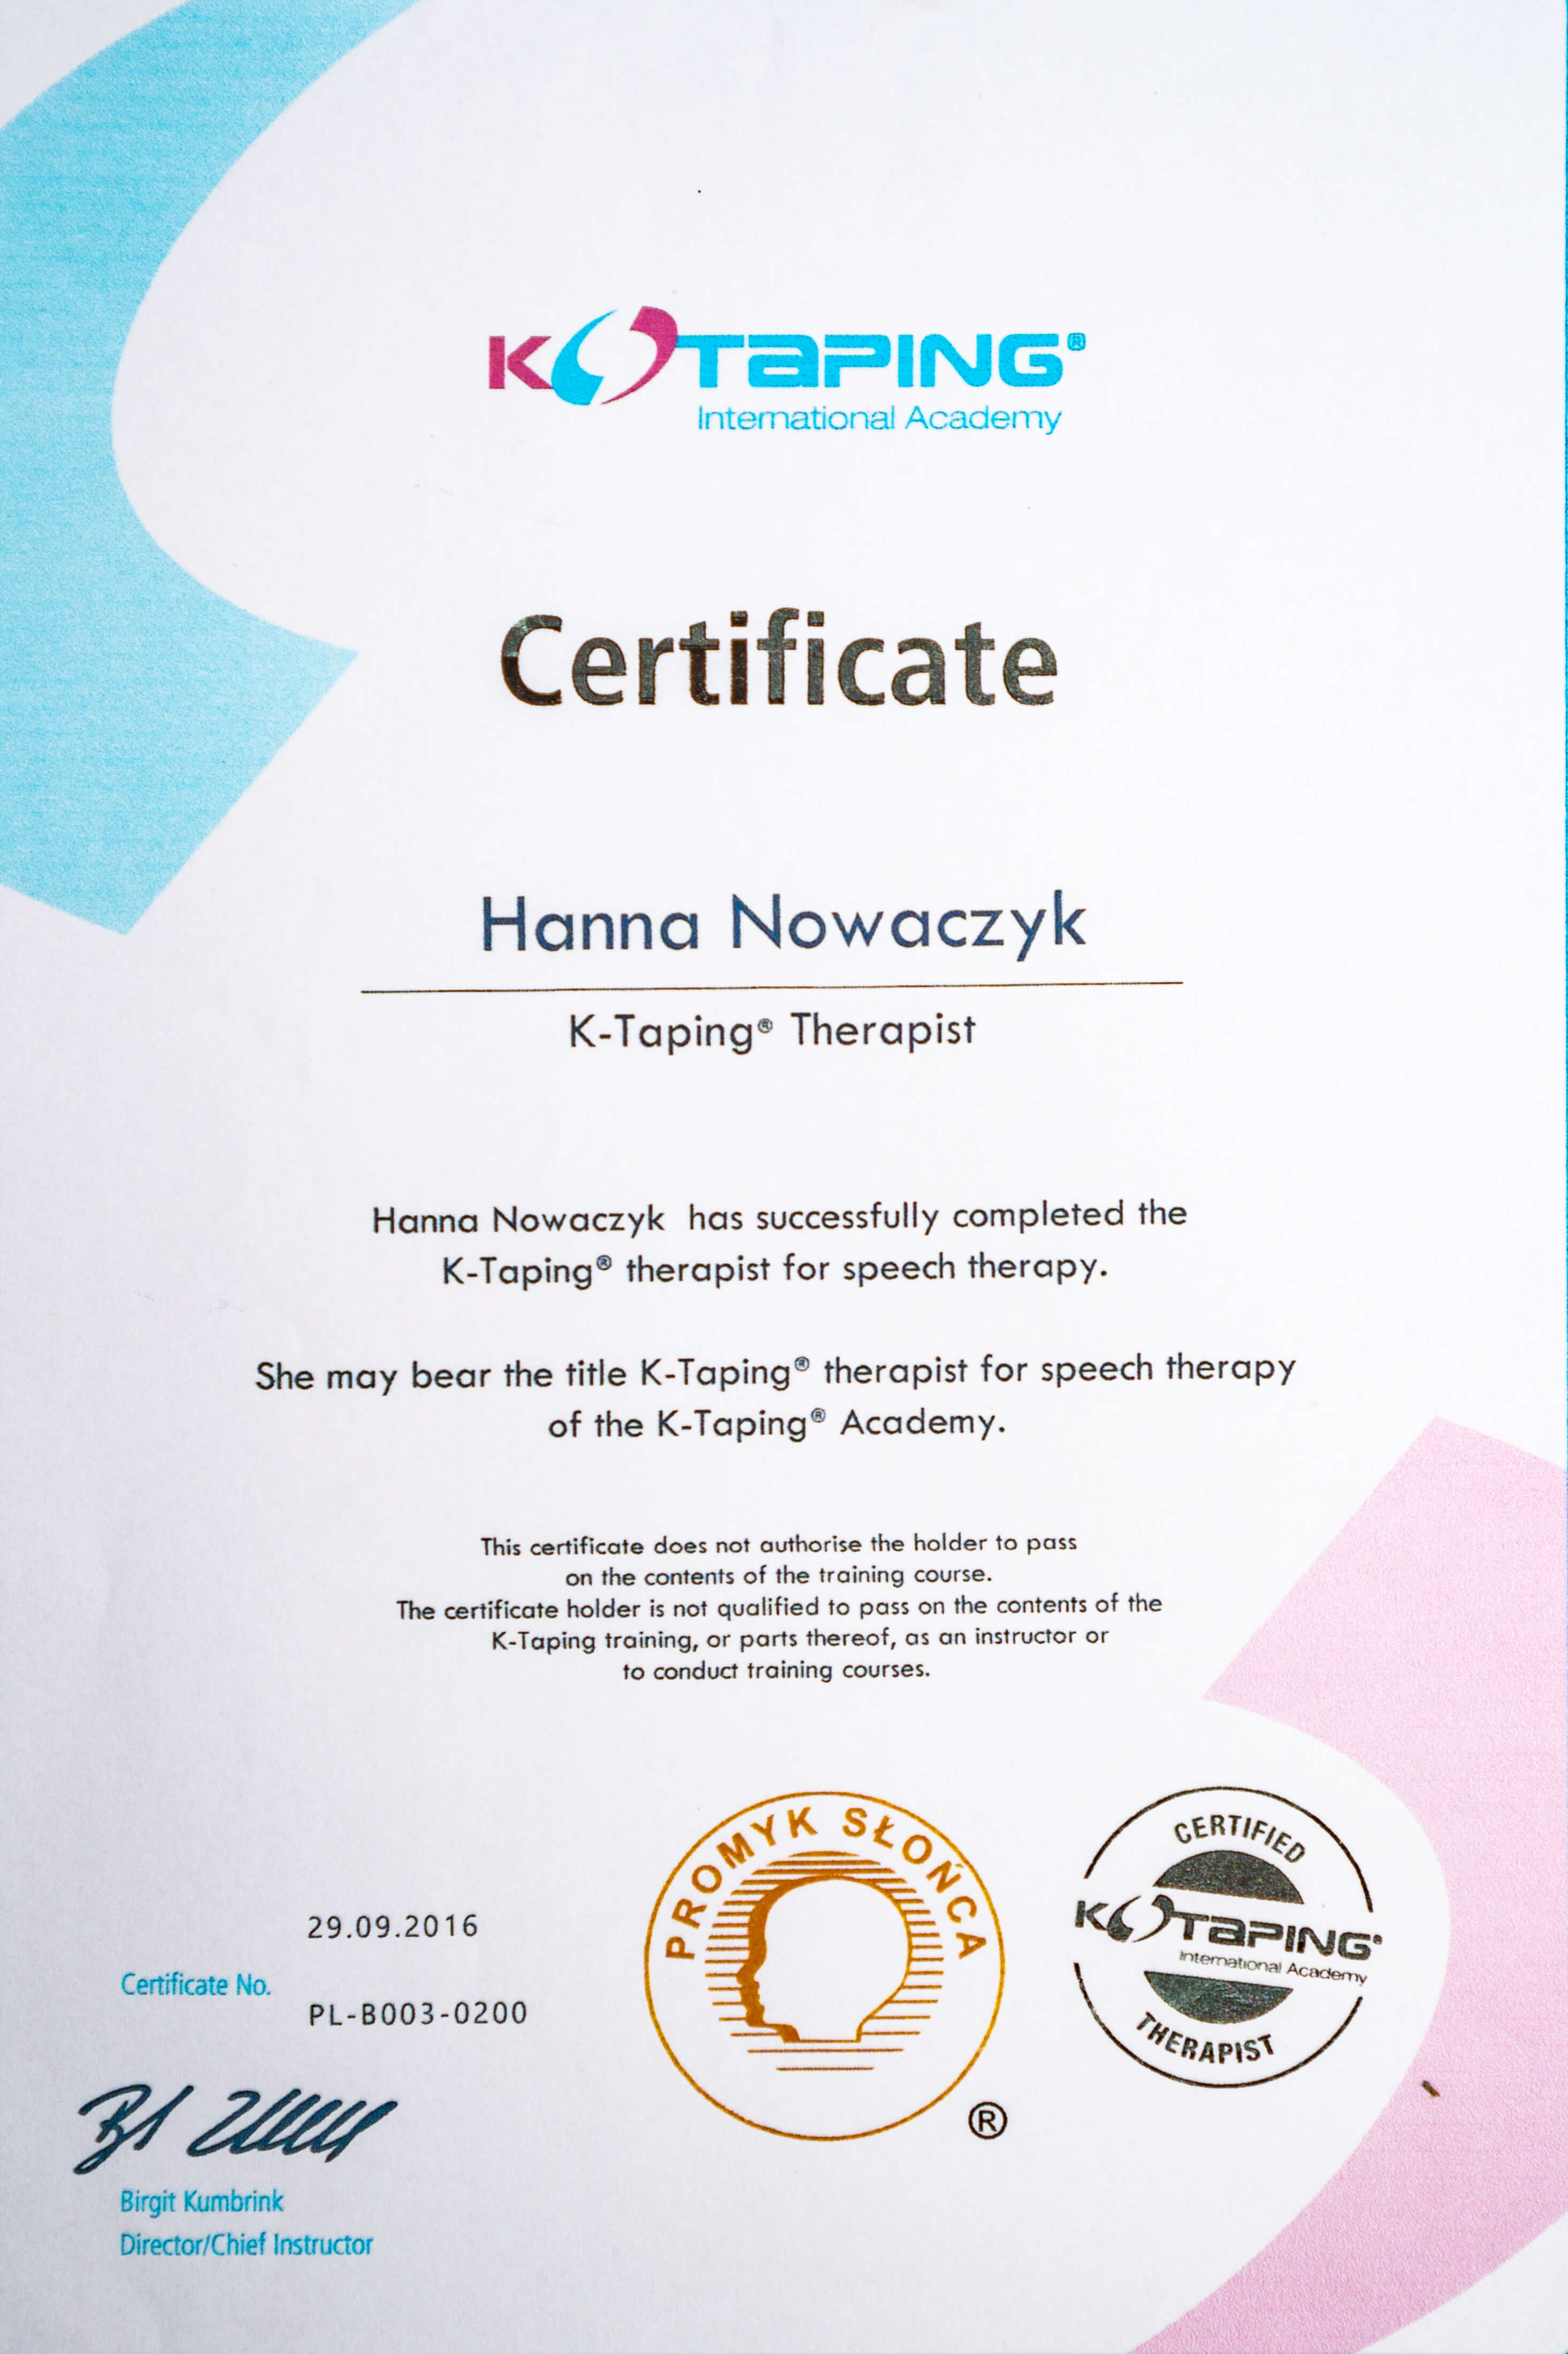 K TAPING®
International Academy
Certificate
Hanna Nowaczyk
K-Taping® Therapist
Hanna Nowaczyk has successfully completed the
K-Taping® therapist for speech therapy.
She may bear the title K-Taping® therapist for speech therapy
of the K-Taping® Academy.
This certificate does not authorise the holder to pass
on the contents of the training course.
The certificate holder is not qualified to pass on the contents of the
K-Taping training, or parts thereof, as an instructor or
to conduct training courses.
29.09.2016
Certificate No.
PL-B003-0200
Birgit Kumbrink
Director/Chief Instructor
PROMYK SŁOŃCA
®
CERTIFIED
K TAPING®
International Academy
THERAPIST